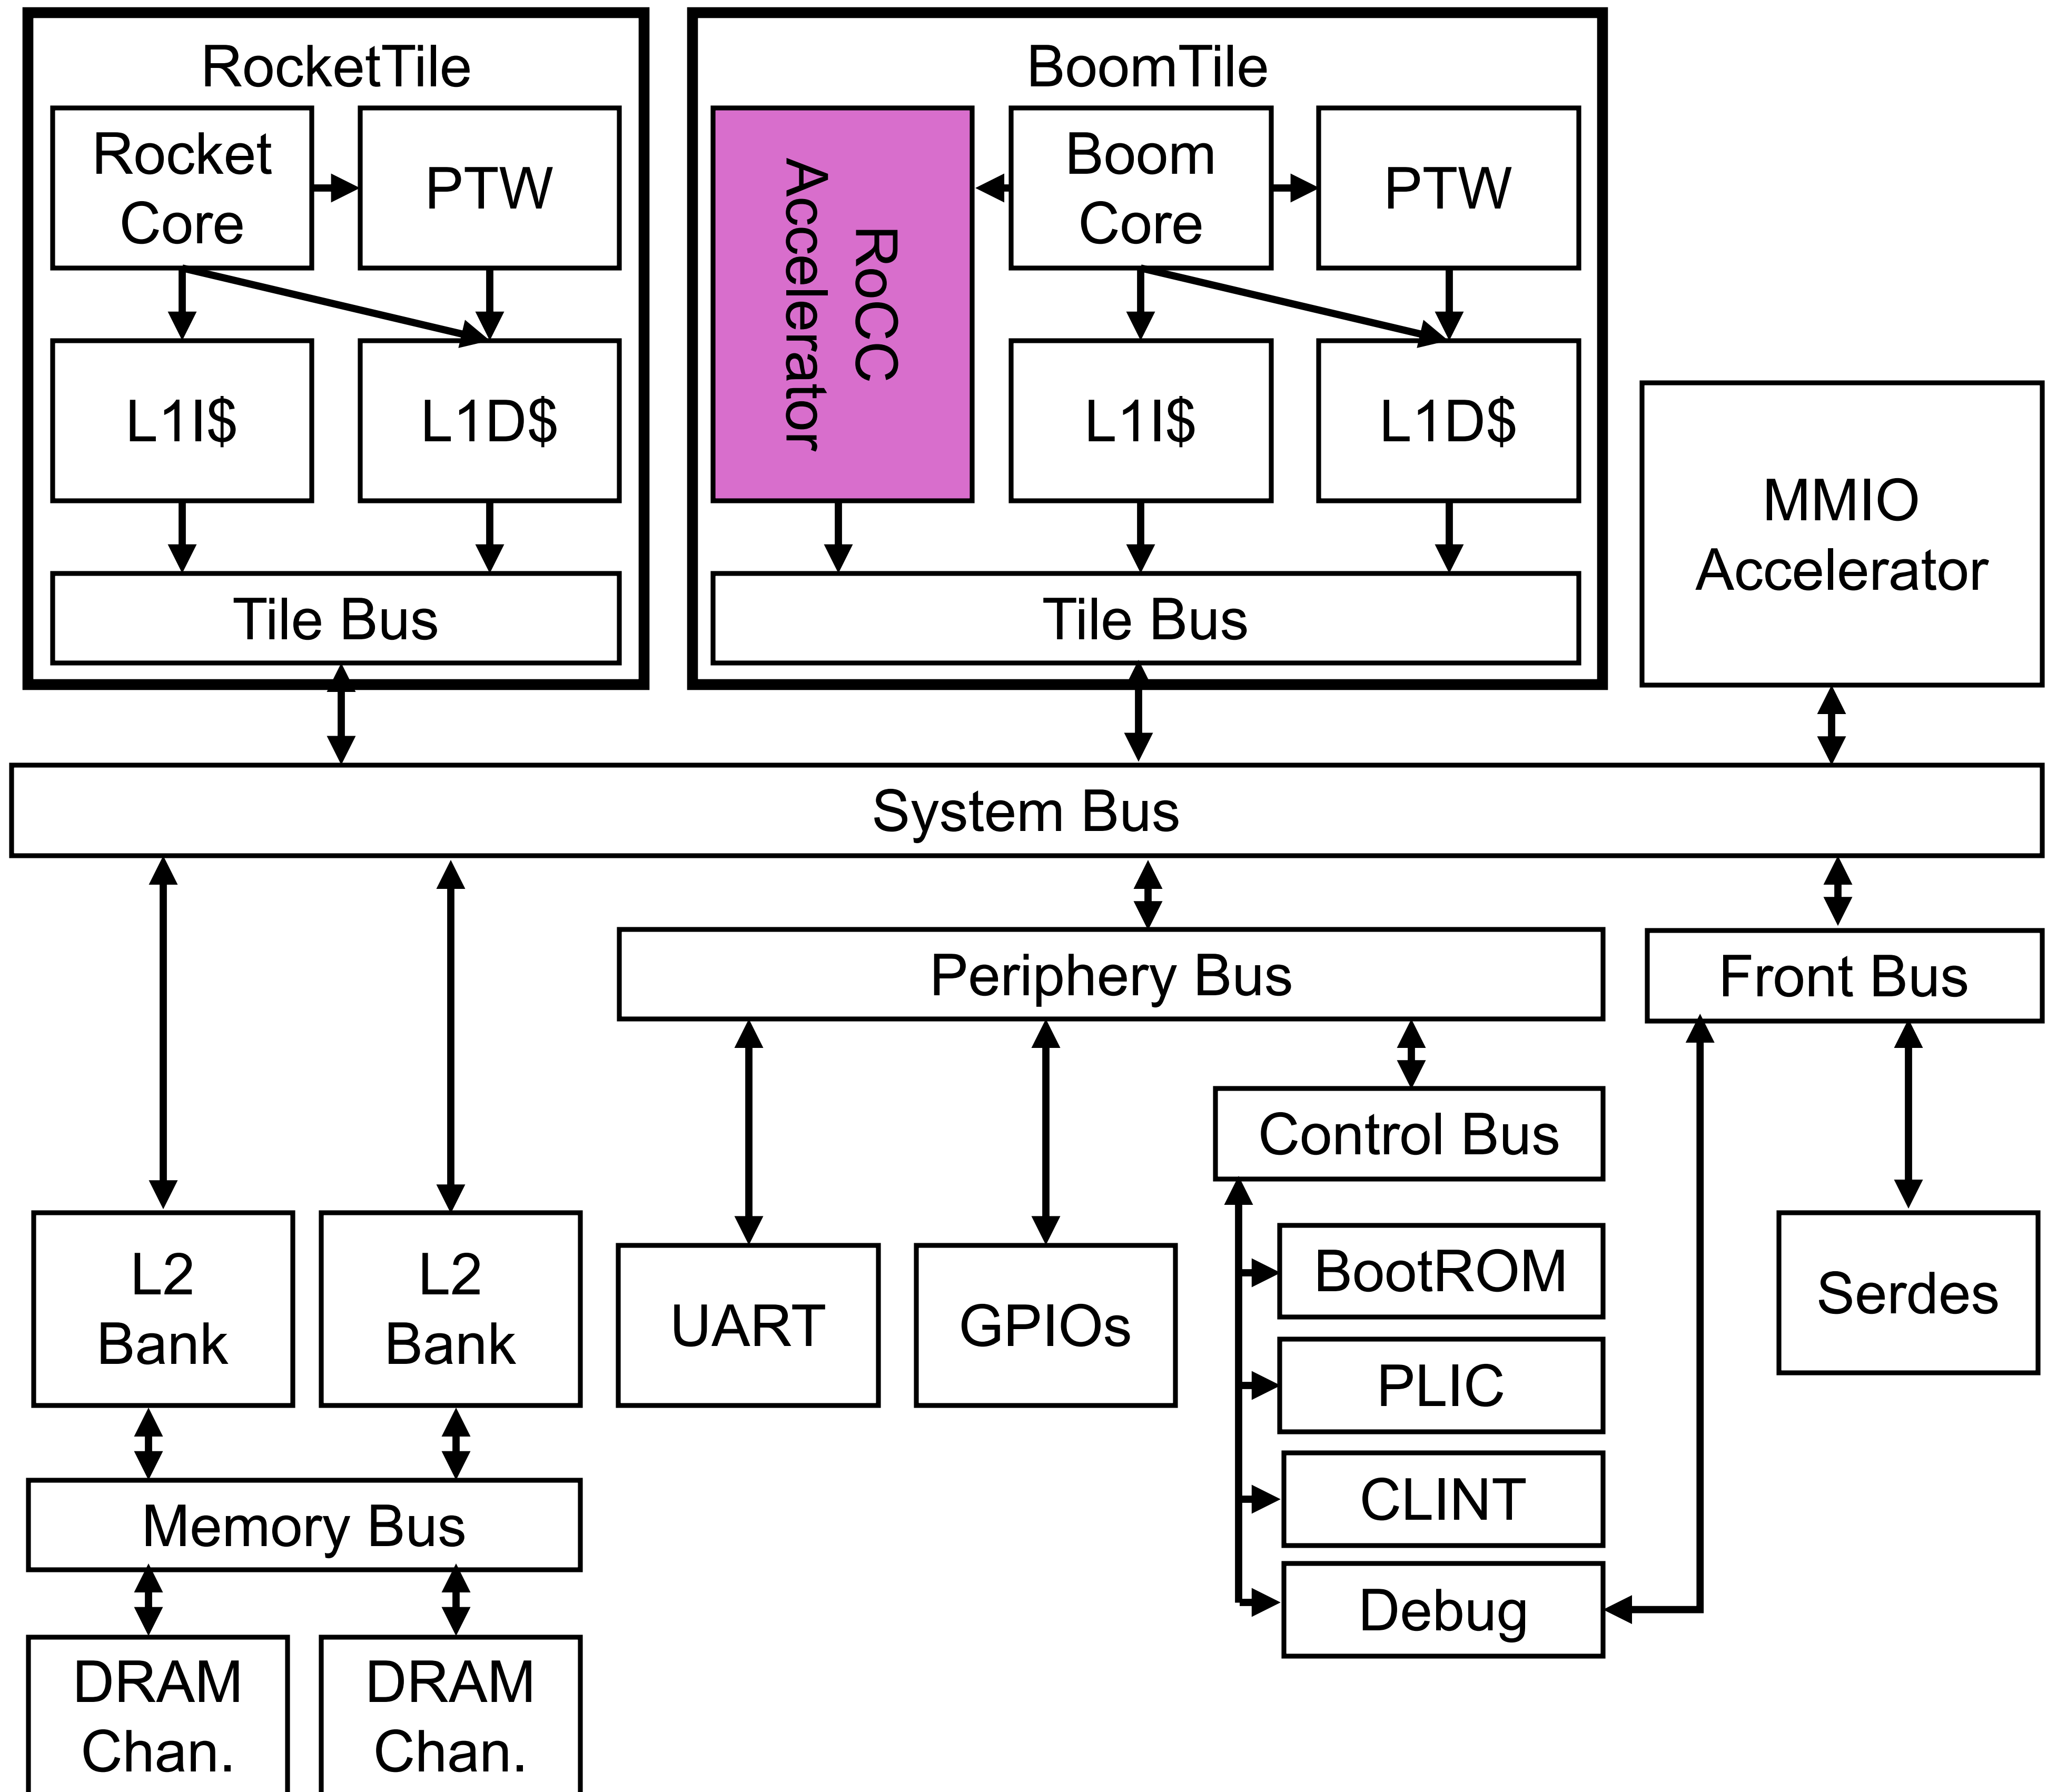 RocketTile
BoomTile
Rocket
Core
PTW
RoCC
Accelerator
Boom
Core
PTW
L1I$
L1D$
L1I$
L1D$
MMIO
Accelerator
Tile Bus
Tile Bus
System Bus
Periphery Bus
Front Bus
Control Bus
L2
Bank
L2
Bank
UART
GPIOs
BootROM
PLIC
CLINT
Debug
Serdes
Memory Bus
DRAM
Chan.
DRAM
Chan.